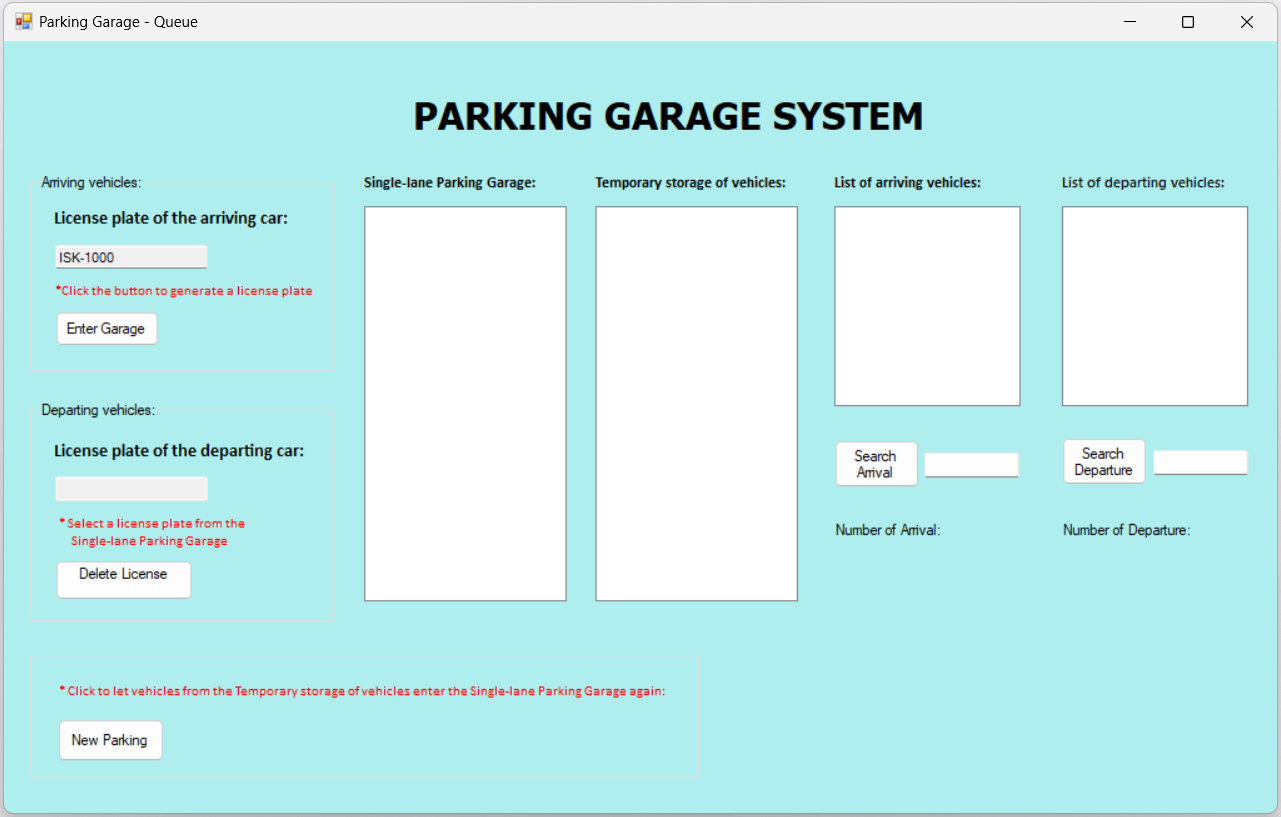 Parking Garage - Queue
PARKING GARAGE SYSTEM
Arriving vehicles:
License plate of the arriving car:
ISK-1000
*Click the button to generate a license plate
Enter Garage
Departing vehicles:
License plate of the departing car:
* Select a license plate from the
Single-lane Parking Garage
Delete License
Single-lane Parking Garage:
Temporary storage of vehicles:
List of arriving vehicles:
Search
Arrival
Number of Arrival:
List of departing vehicles:
Search
Departure
Number of Departure:
* Click to let vehicles from the Temporary storage of vehicles enter the Single-lane Parking Garage again:
New Parking